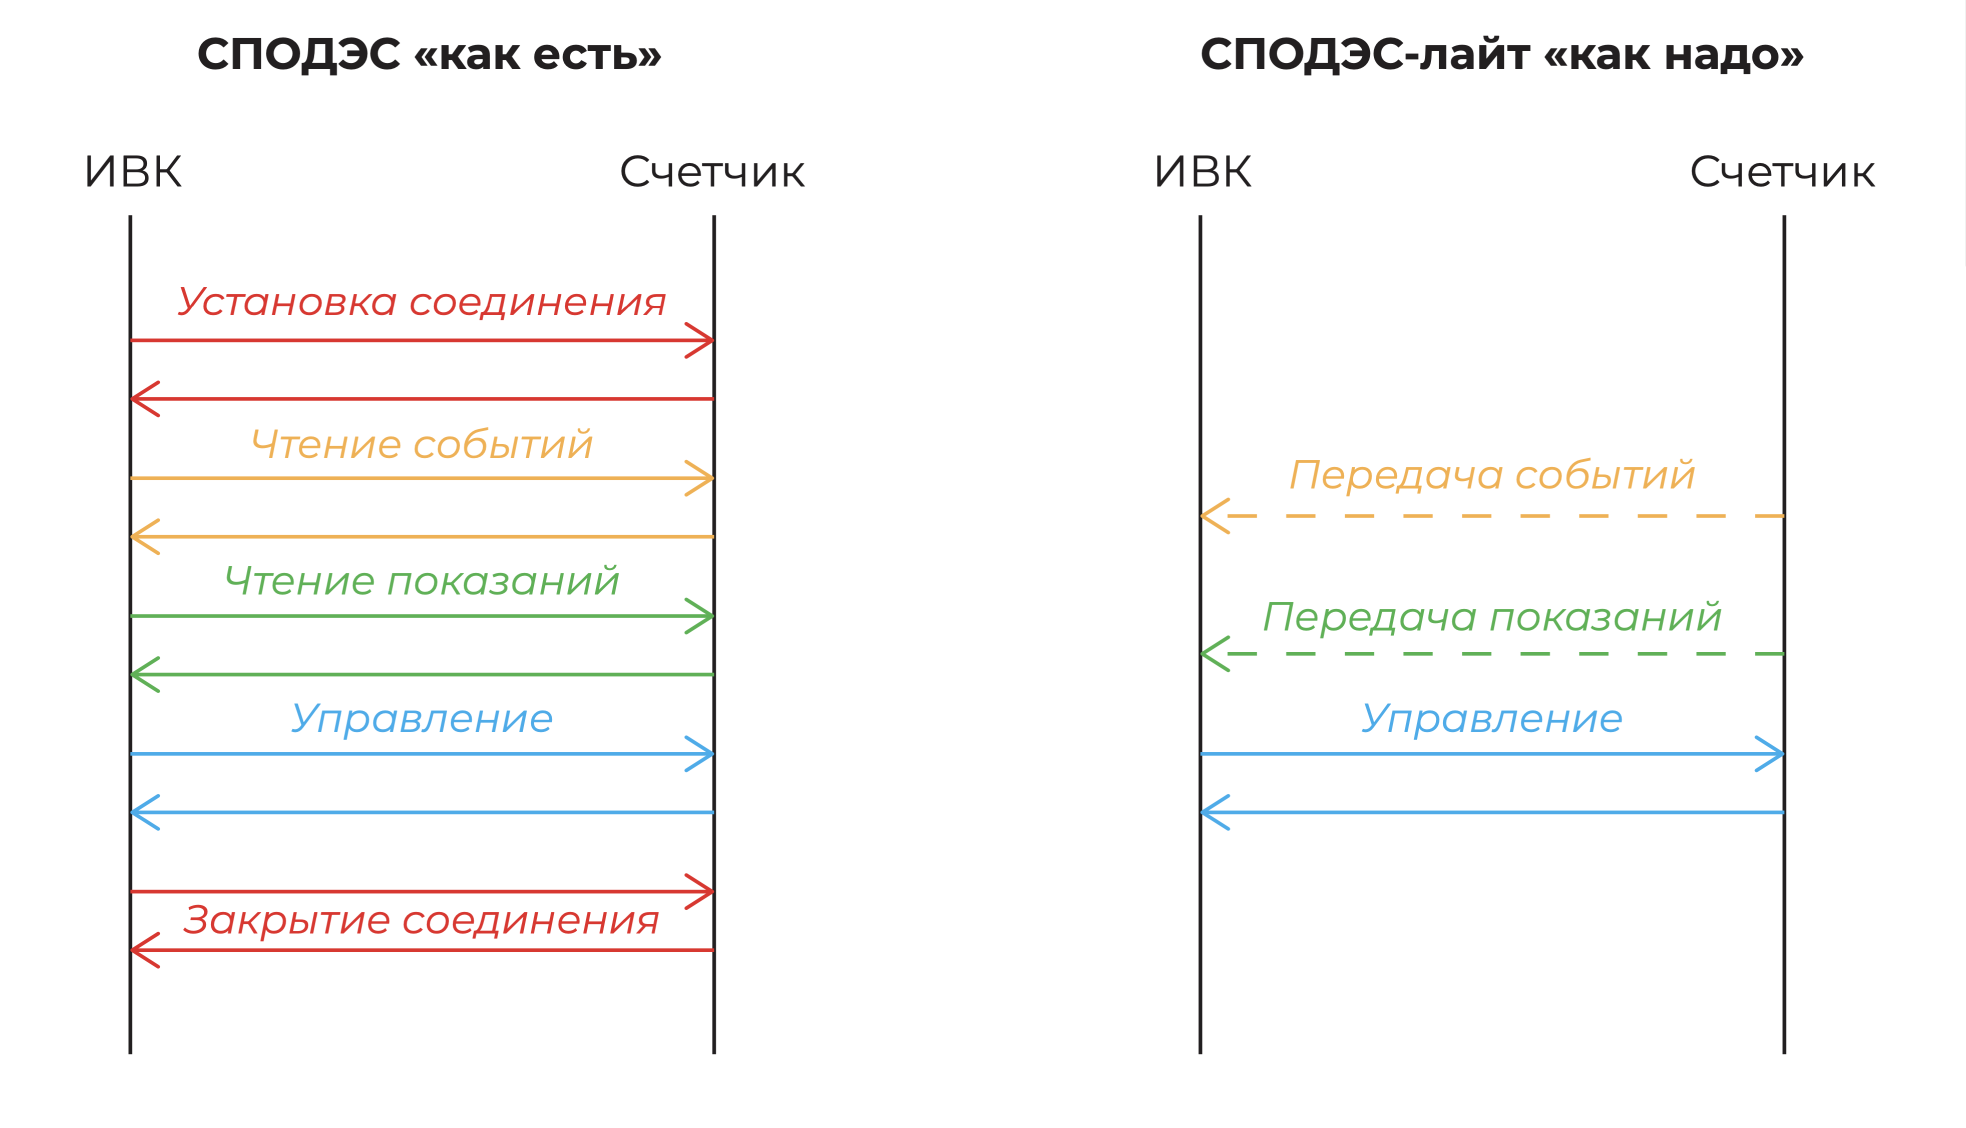 СПОДЭС «как есть»
ИВК
Счетчик
Установка соединения
Чтение событий
Чтение показаний
Управление
Закрытие соединения
СПОДЭС-лайт «как надо»
ИВК
Счетчик
Передача событий
Передача показаний
Управление